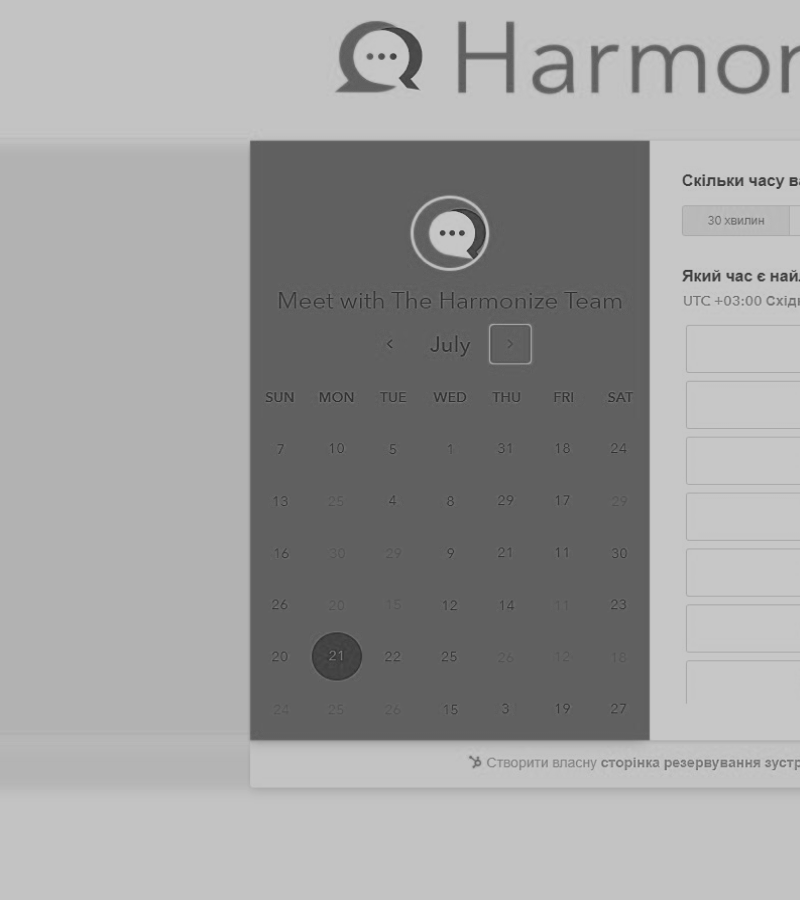 Harmon
Meet with The Harmonize Team
July
SUN MON TUE WED THU FRI SAT
7 10 5 1 31 18 24
13 25 4 8 29 17 29
16 30 29 9 21 11 30
26 20 15 12 14 11 23
20 21 22 25 26 12 18
24 25 26 15 3 19 27
Скільки часу ва
30 хвилин
Який час є най
UTC +03:00 Східн
Створити власну сторінка резервування зустр